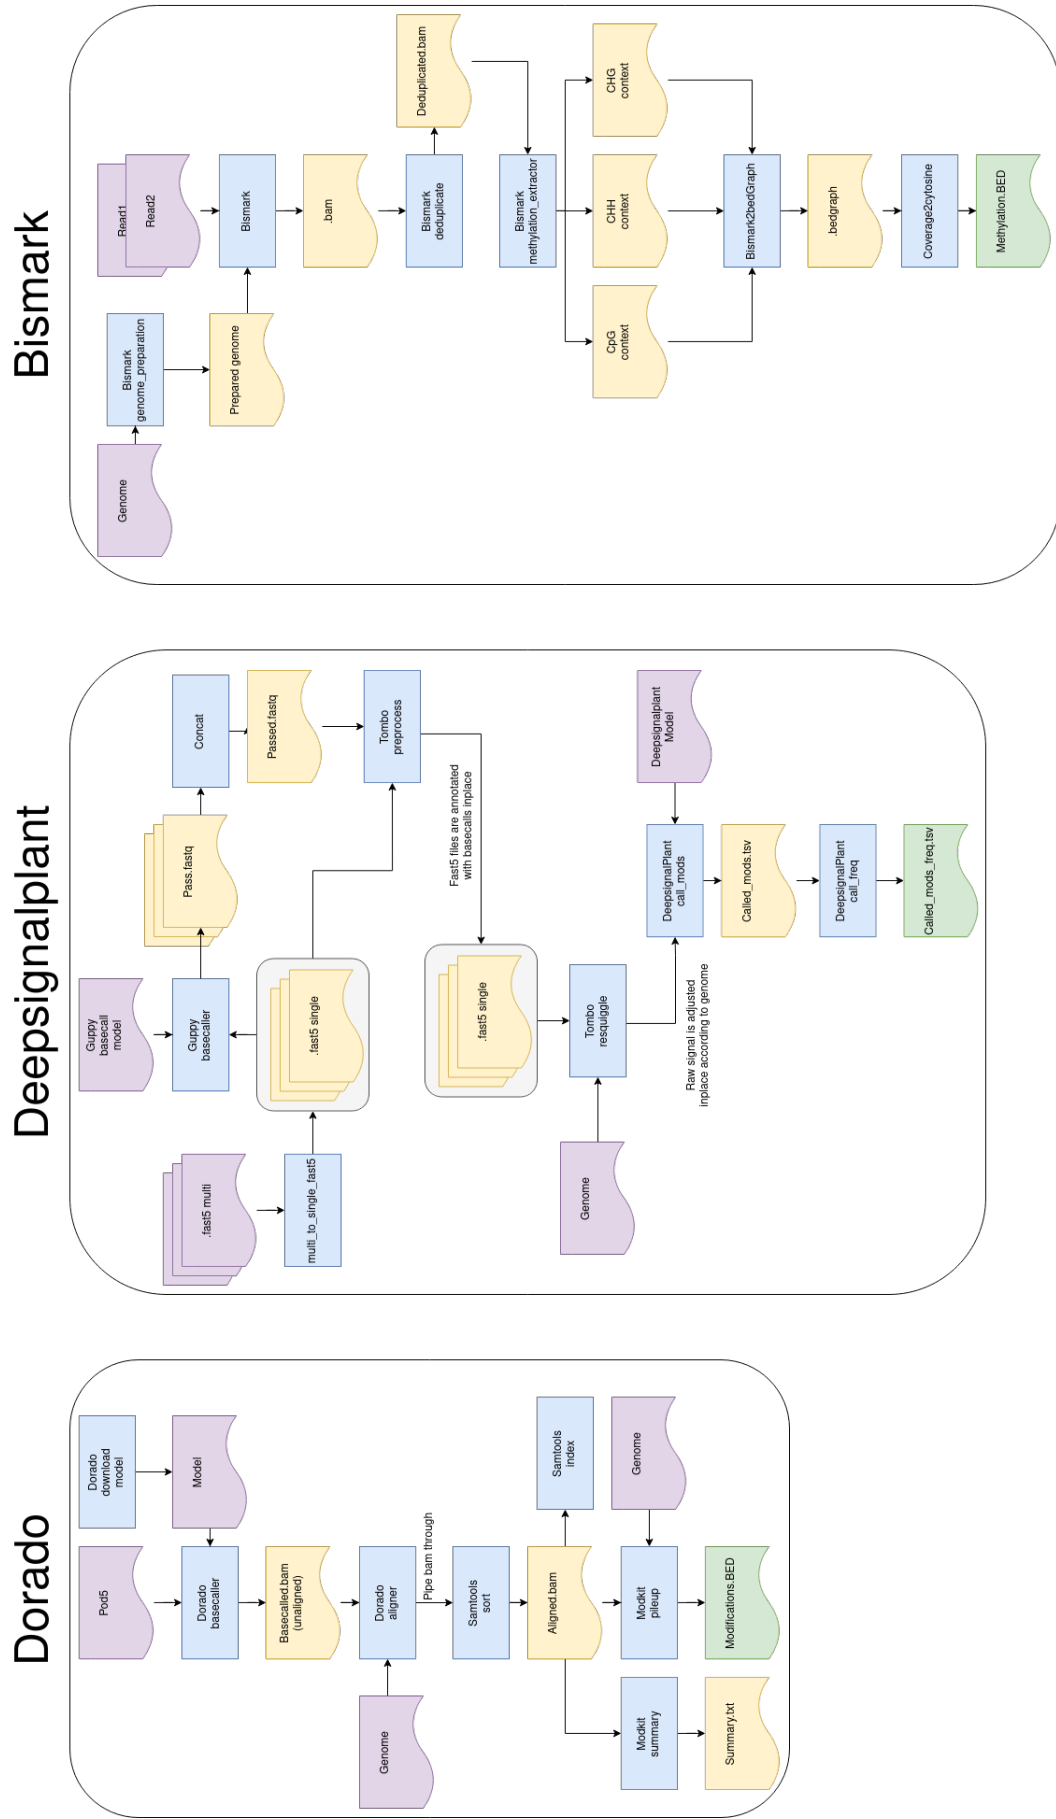 Dorado
Pod5
Dorado
download
model
Dorado
basecaller
Model
Basecalled.bam
(unaligned)
Genome
Dorado
aligner
Pipe bam through
Samtools
sort
Aligned.bam
Samtools
index
Modkit
summary
Modkit
pileup
Genome
Summary.txt
Modifications.BED
Deepsignalplant
Guppy
basecall
model
.fast5 multi
Guppy
basecaller
Pass.fastq
Concat
multi_to_single_fast5
.fast5 single
Passed.fastq
Tombo
preprocess
Fast5 files are annotated
with basecalls inplace
.fast5 single
Genome
Tombo
resquiggle
Raw signal is adjusted
inplace according to genome
DeepsignalPlant
call_mods
Deepsignalplant
Model
Called_mods.tsv
DeepsignalPlant
call_freq
Called_mods_freq.tsv
Bismark
Genome
Bismark
genome_preparation
Read1
Read2
Prepared genome
Bismark
.bam
Bismark
deduplicate
Deduplicated.bam
Bismark
methylation_extractor
CpG
context
CHH
context
CHG
context
Bismark2bedGraph
.bedgraph
Coverage2cytosine
Methylation.BED